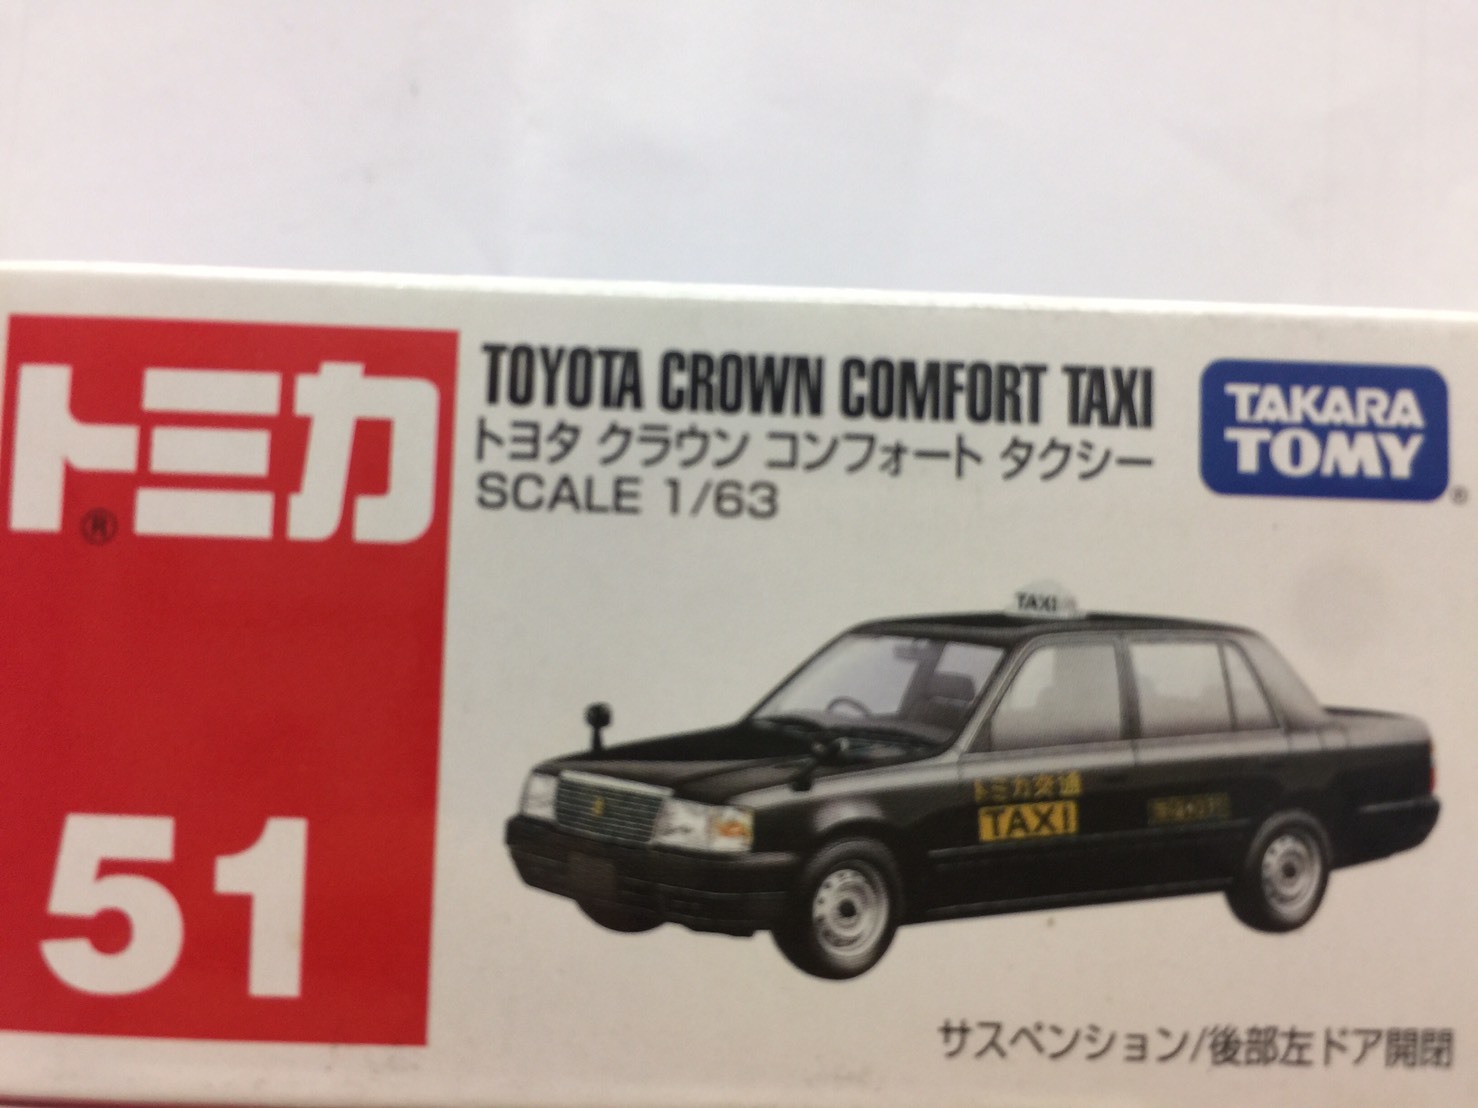 トミカ
®
51
TOYOTA CROWN COMFORT TAXI
トヨタ クラウン コンフォート タクシー
SCALE 1/63
TAKARA
TOMY
®
TAXI
トミカ交通
TAXI
サスペンション/後部左ドア開閉